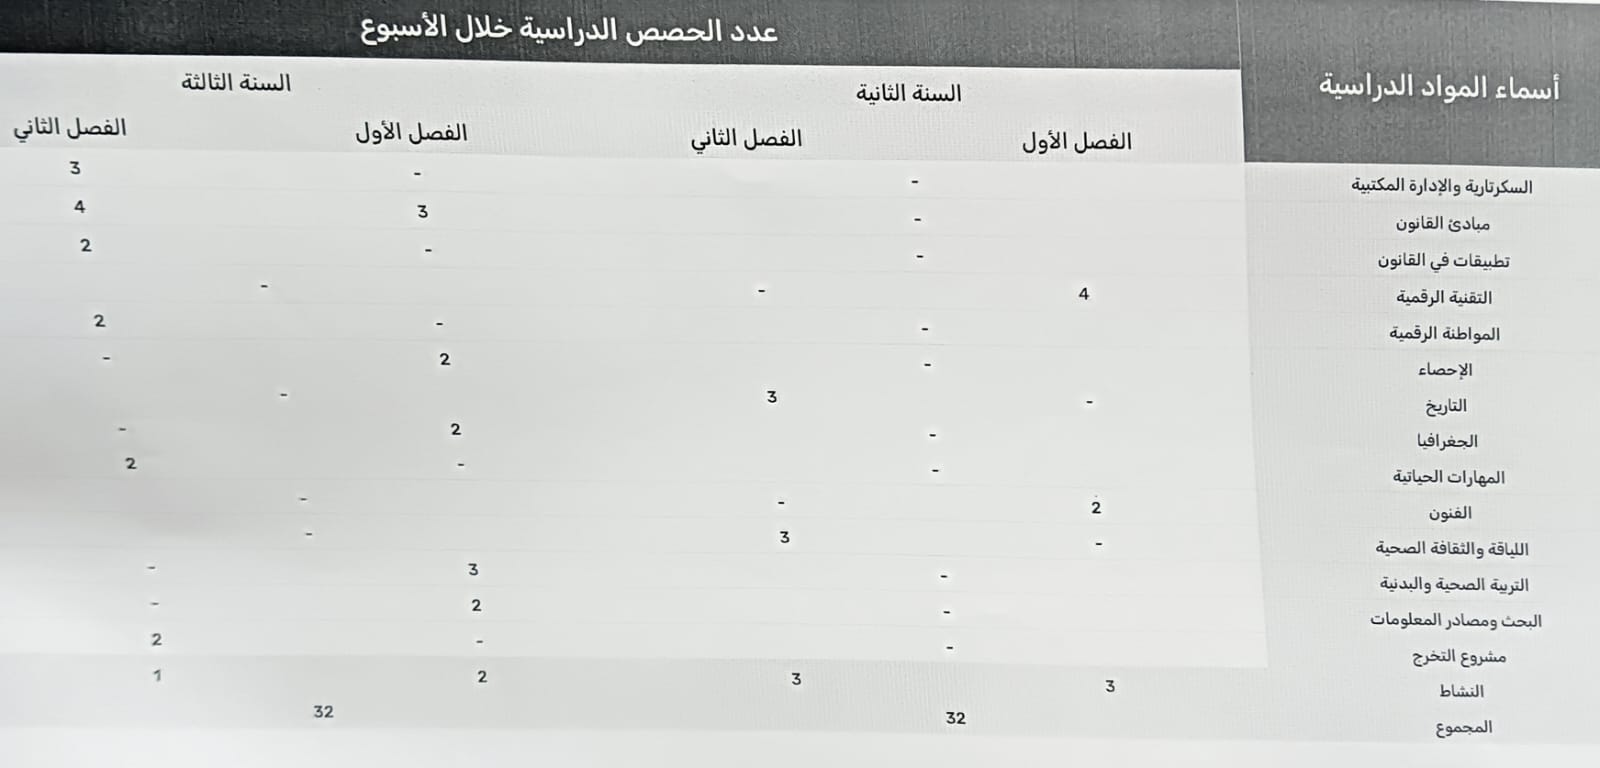 عدد الحصص الدراسية خلال الأسبوع
أسماء المواد الدراسية
السنة الثانية السنة الثالثة
الفصل الأول الفصل الثاني الفصل الأول الفصل الثاني
السكرتارية والإدارة المكتبية - - 3
مبادئ القانون - 3 4
تطبيقات في القانون - - 2
التقنية الرقمية 4 - -
المواطنة الرقمية - - 2
الإحصاء - 2 -
التاريخ - 3 -
الجغرافيا - 2 -
المهارات الحياتية - - 2
الفنون 2 - -
اللياقة والثقافة الصحية - 3 -
التربية الصحية والبدنية - 3 -
البحث ومصادر المعلومات - 2 -
مشروع التخرج - - 2
النشاط 3 3 2 1
المجموع 32 32